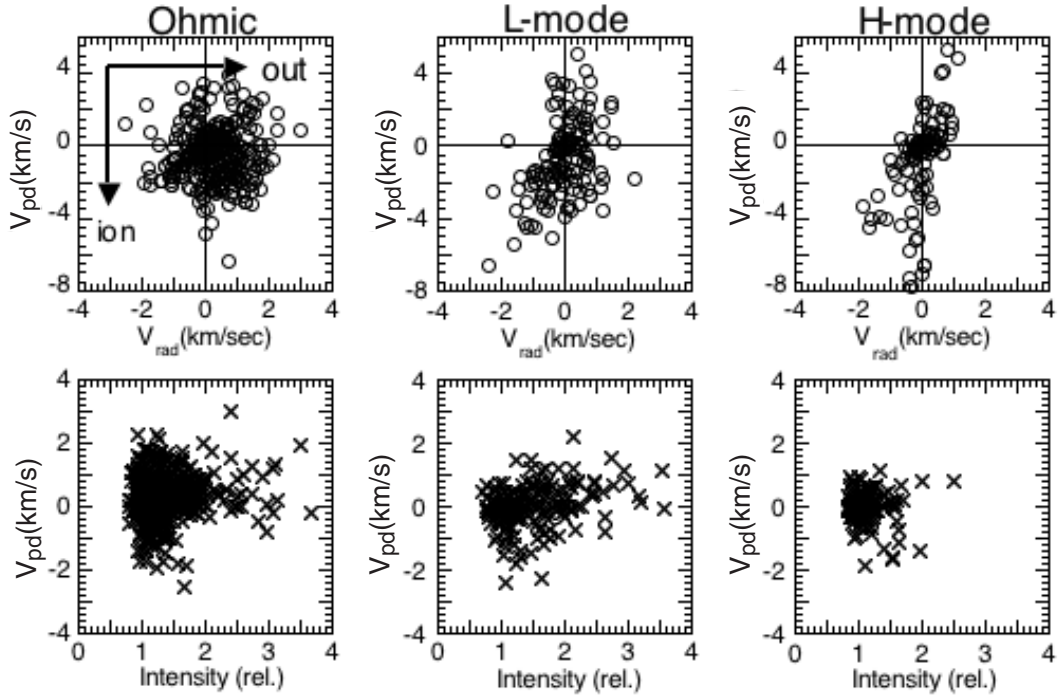 Ohmic L-mode H-mode
4 4 4
out
V_pd(km/s) V_pd(km/s) V_pd(km/s)
0 0 0
-4 -4 -4
ion
-8 -8 -8
-4 -2 0 2 4 -4 -2 0 2 4 -4 -2 0 2 4
V_rad(km/sec) V_rad(km/sec) V_rad(km/sec)
4 4 4
2 2 2
V_pd(km/s) V_pd(km/s) V_pd(km/s)
0 0 0
-2 -2 -2
-4 -4 -4
0 1 2 3 4 0 1 2 3 4 0 1 2 3 4
Intensity (rel.) Intensity (rel.) Intensity (rel.)